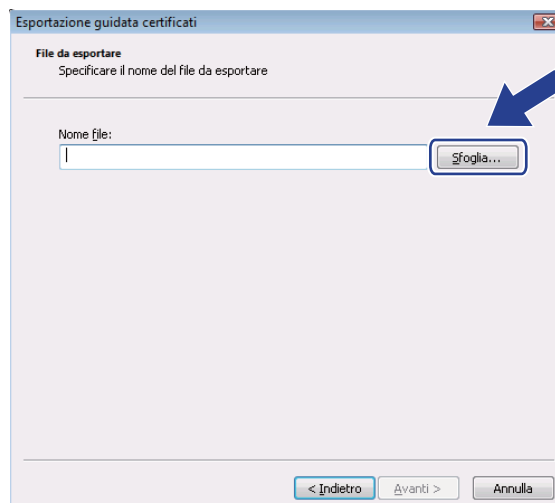 Esportazione guidata certificati
File da esportare
Specificare il nome del file da esportare
Nome file:
Sfoglia...
< Indietro
Avanti >
Annulla